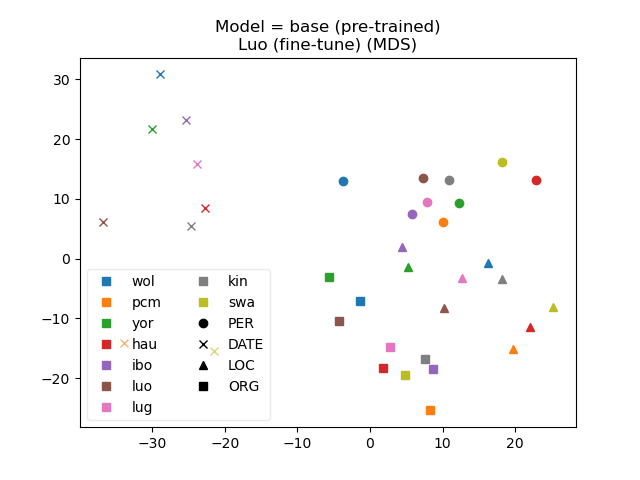 Model = base (pre-trained)
Luo (fine-tune) (MDS)
30
20
10
0
−10
−20
−30
−20
−10
0
10
20
wol
pcm
yor
hau
ibo
luo
lug
kin
swa
PER
DATE
LOC
ORG